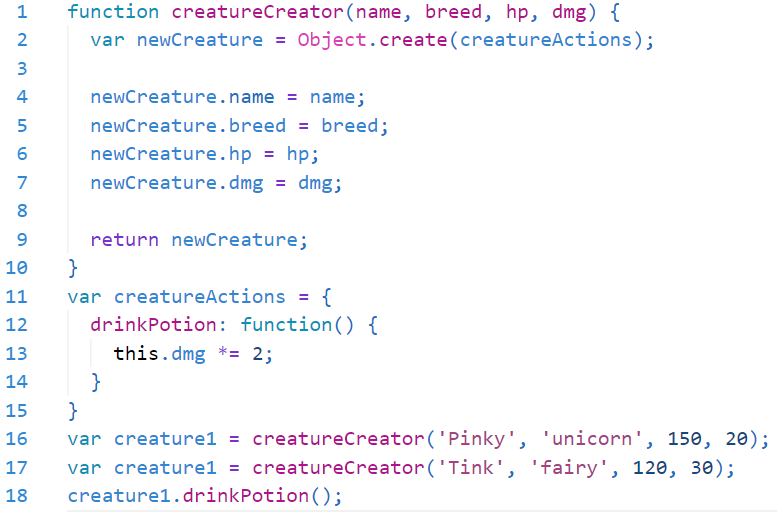 1 function creatureCreator(name, breed, hp, dmg) {
2   var newCreature = Object.create(creatureActions);
3
4   newCreature.name = name;
5   newCreature.breed = breed;
6   newCreature.hp = hp;
7   newCreature.dmg = dmg;
8
9   return newCreature;
10 }
11 var creatureActions = {
12   drinkPotion: function() {
13     this.dmg *= 2;
14   }
15 }
16 var creature1 = creatureCreator('Pinky', 'unicorn', 150, 20);
17 var creature1 = creatureCreator('Tink', 'fairy', 120, 30);
18 creature1.drinkPotion();